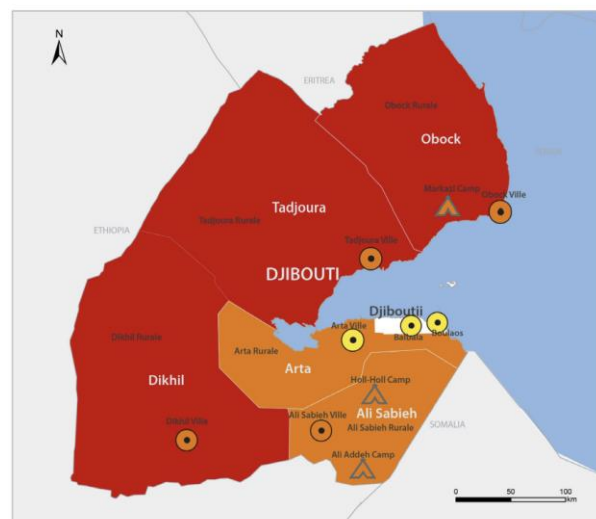 N
ERITREA
Obock Rurale
Obock
Markazi Camp
Obock Ville
Tadjoura
Tadjoura Rurale
ETHIOPIA
Tadjoura Ville
DJIBOUTI
Djiboutii
Arta Ville
Balbala
Boulaos
Dikhil Rurale
Arta Rurale
Arta
Dikhil
Holl-Holl Camp
Ali Sabieh Ville
Ali Sabieh
Ali Sabieh Rurale
Dikhil Ville
SOMALIA
Ali Addeh Camp
0 50 100
km